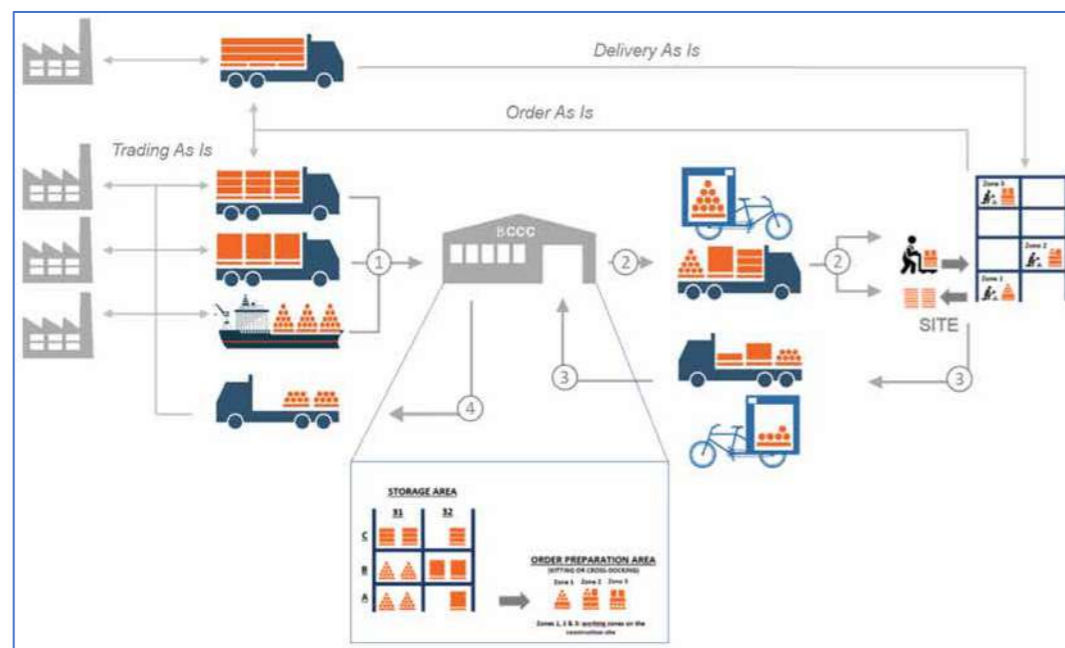 Delivery As Is
Order As Is
Trading As Is
Zone 3
Zone 2
Zone 1
BCCC
1
2
2
SITE
3
3
4
STORAGE AREA
31 32
C
B
A
ORDER PREPARATION AREA
(KITTING OR CROSS-DOCKING)
Zone 1 Zone 2 Zone 3
Zones 1, 2 & 3: working zones on the
construction site